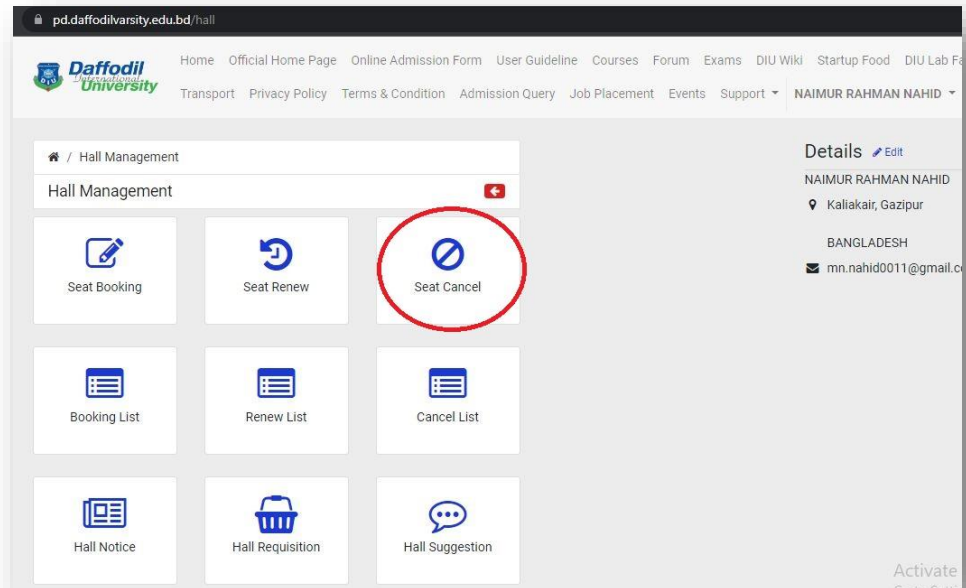 pd.daffodilvarsity.edu.bd/hall
Daffodil
International
University
Home Official Home Page Online Admission Form User Guideline Courses Forum Exams DIU Wiki Startup Food DIU Lab Fa
Transport Privacy Policy Terms & Condition Admission Query Job Placement Events Support NAIMUR RAHMAN NAHID
/ Hall Management
Hall Management
Details Edit
NAIMUR RAHMAN NAHID
Kaliakair, Gazipur
BANGLADESH
mn.nahid0011@gmail.c
Seat Booking
Seat Renew
Seat Cancel
Booking List
Renew List
Cancel List
Hall Notice
Hall Requisition
Hall Suggestion
Activate